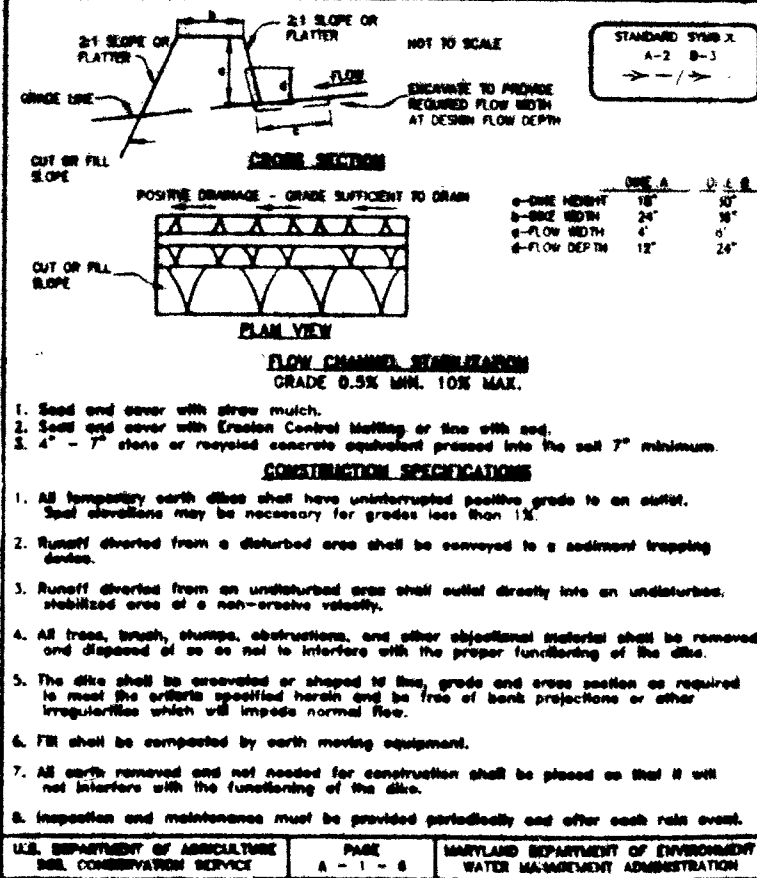 b
2:1 SLOPE OR
FLATTER
2:1 SLOPE OR
FLATTER
NOT TO SCALE
STANDARD
A-2 B-3
GRADE LINE
FLOW
EXCAVATE TO PROVIDE
REQUIRED FLOW WIDTH
AT DESIGN FLOW DEPTH
CUT OR FILL
SLOPE
CROSS SECTION
POSITIVE DRAINAGE - GRADE SUFFICIENT TO DRAIN
DIKE A
-DIKE HEIGHT 18"
b-DIKE WIDTH 24"
-FLOW WIDTH 4'
d-FLOW DEPTH 12" 24"
CUT OR FILL
SLOPE
PLAN VIEW
FLOW CHANNEL STABILIZATION
GRADE 0.5% MIN. 10% MAX.
1. Seed and cover with straw mulch.
2. Seed and cover with Erosion Control Matting or line with sod.
3. 4" - 7" stone or recycled concrete equivalent pressed into the soil 7" minimum.
CONSTRUCTION SPECIFICATIONS
1. All temporary earth dikes shall have uninterrupted positive grade to an outlet.
Spot elevations may be necessary for grades less than 1%.
2. Runoff diverted from a disturbed area shall be conveyed to a sediment trapping
device.
3. Runoff diverted from an undisturbed area shall outlet directly into an undisturbed,
stabilized area at a non-erosive velocity.
4. All trees, brush, stumps, obstructions, and other objectional material shall be removed
and disposed of so as not to interfere with the proper functioning of the dike.
5. The dike shall be excavated or shaped to line, grade and cross section as required
to meet the criteria specified herein and be free of bank projections or other
irregularities which will impede normal flow.
6. Fill shall be compacted by earth moving equipment.
7. All earth removed and not needed for construction shall be placed so that it will
not interfere with the functioning of the dike.
8. Inspection and maintenance must be provided periodically and after each rain event.
U.S. DEPARTMENT OF AGRICULTURE
SOIL CONSERVATION SERVICE
PAGE
A - 1 - 6
MARYLAND DEPARTMENT OF ENVIRONMENT
WATER MANAGEMENT ADMINISTRATION